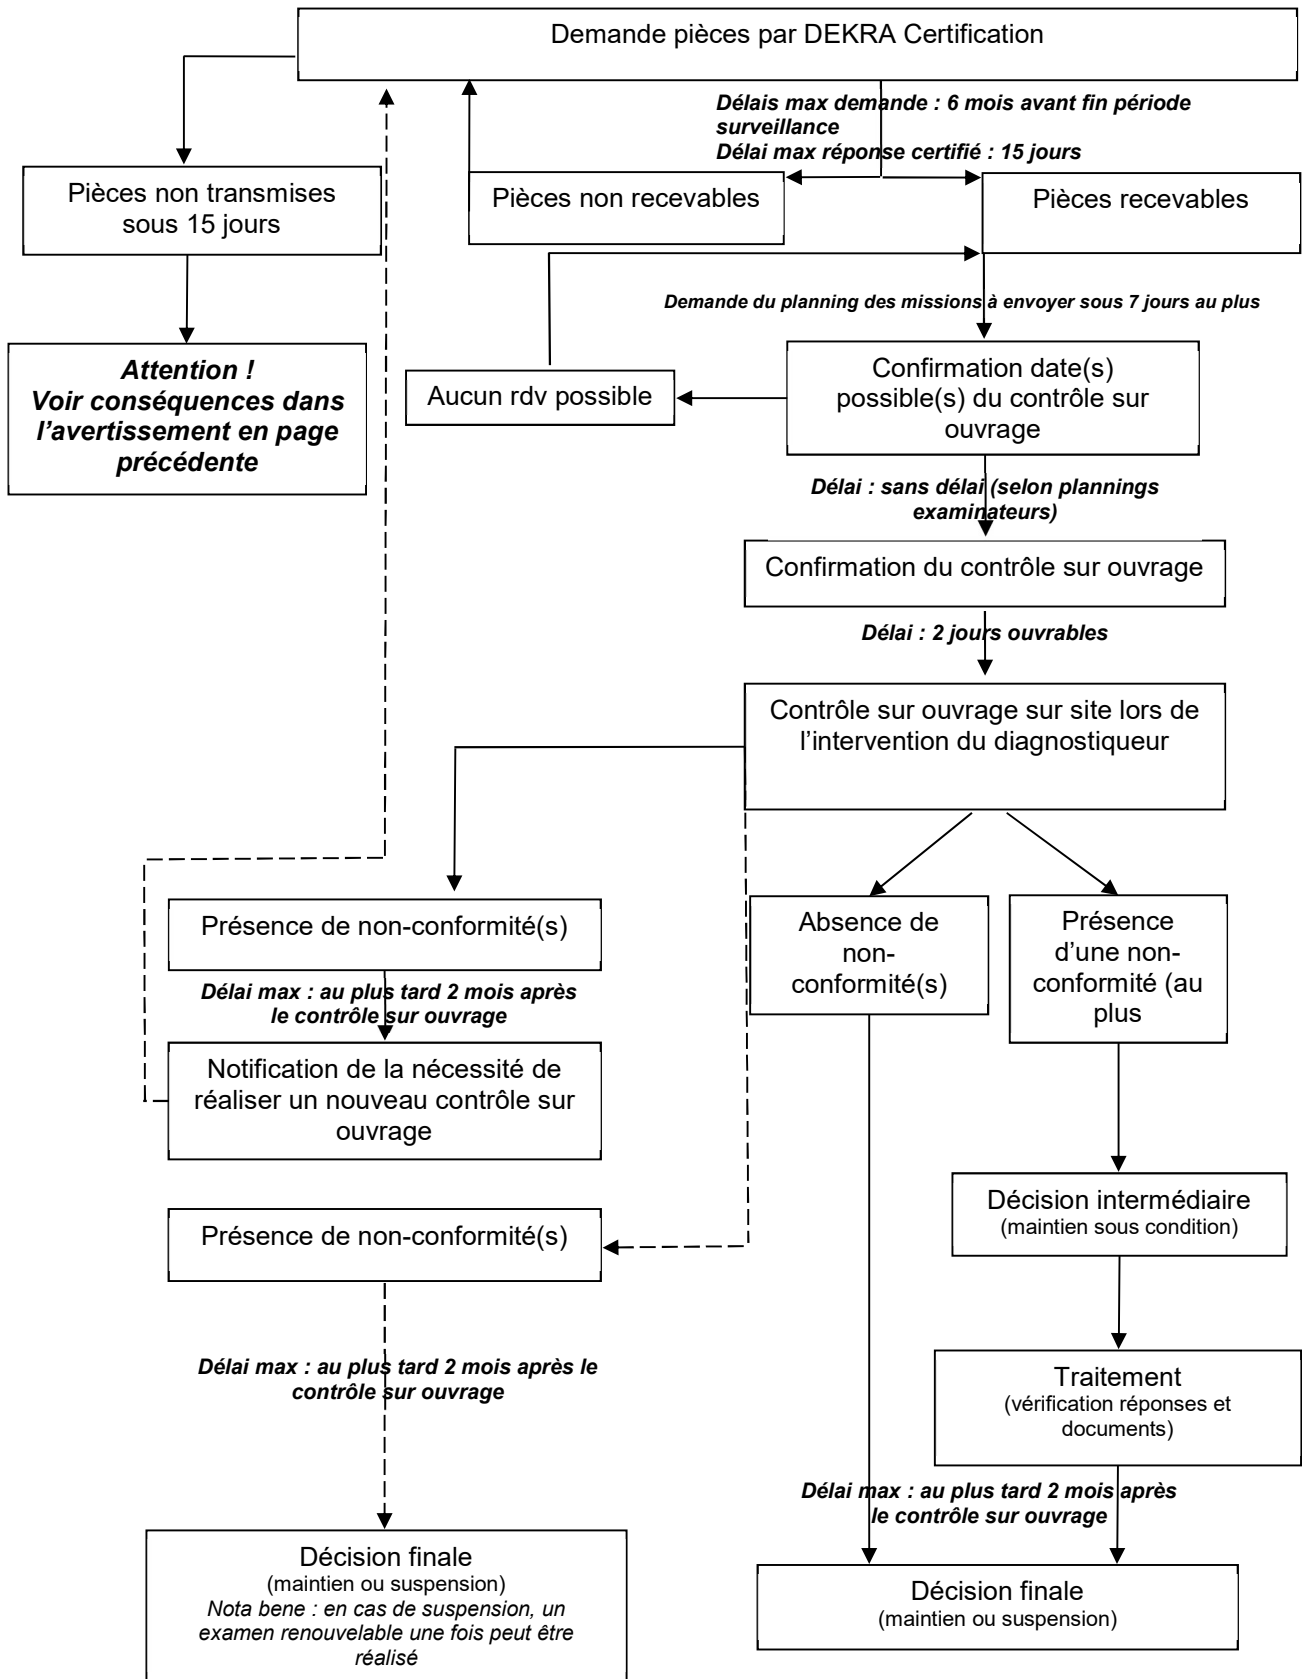 Demande pièces par DEKRA Certification
Délais max demande : 6 mois avant fin période
surveillance
Délai max réponse certifié : 15 jours
Pièces non transmises
sous 15 jours
Pièces non recevables
Pièces recevables
Demande du planning des missions à envoyer sous 7 jours au plus
Attention !
Voir conséquences dans
l'avertissement en page
précédente
Aucun rdv possible
Confirmation date(s)
possible(s) du contrôle sur
ouvrage
Délai : sans délai (selon plannings
examinateurs)
Confirmation du contrôle sur ouvrage
Délai : 2 jours ouvrables
Contrôle sur ouvrage sur site lors de
l'intervention du diagnostiqueur
Présence de non-conformité(s)
Délai max : au plus tard 2 mois après
le contrôle sur ouvrage
Notification de la nécessité de
réaliser un nouveau contrôle sur
ouvrage
Absence de
non-
conformité(s)
Présence
d'une non-
conformité (au
plus
Présence de non-conformité(s)
Décision intermédiaire
(maintien sous condition)
Délai max : au plus tard 2 mois après le
contrôle sur ouvrage
Traitement
(vérification réponses et
documents)
Délai max : au plus tard 2 mois après
le contrôle sur ouvrage
Décision finale
(maintien ou suspension)
Nota bene : en cas de suspension, un
examen renouvelable une fois peut être
réalisé
Décision finale
(maintien ou suspension)